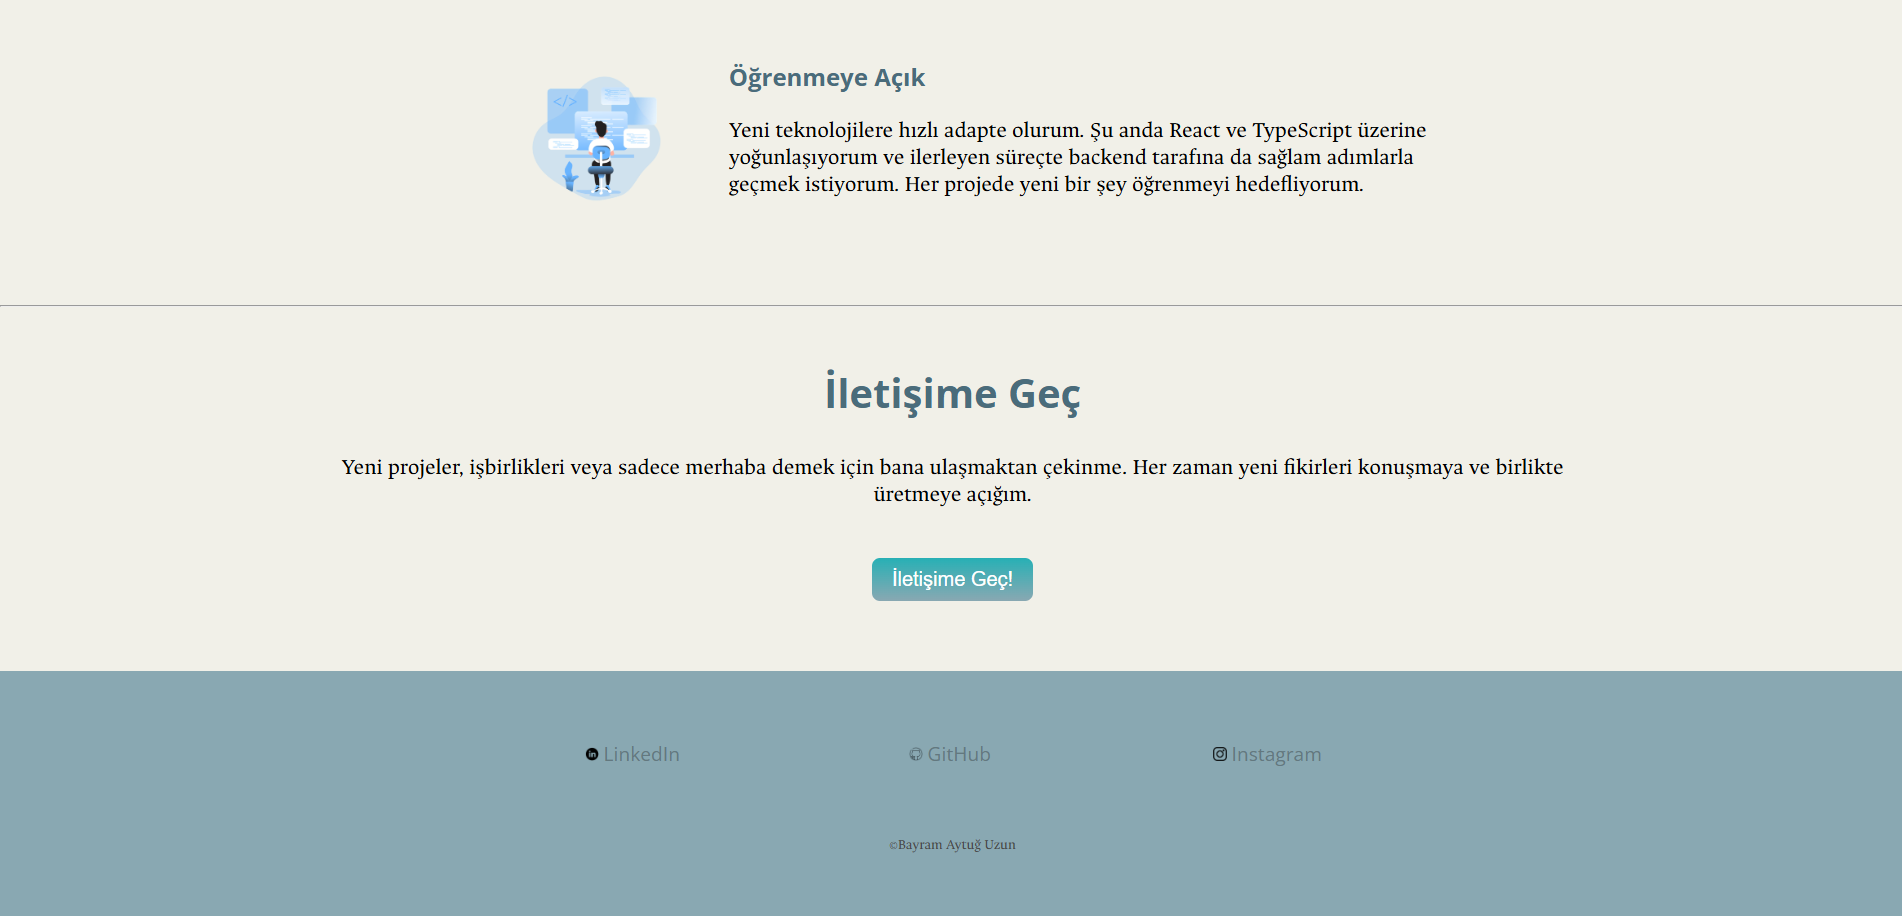 Öğrenmeye Açık
Yeni teknolojilere hızlı adapte olurum. Şu anda React ve TypeScript üzerine
yoğunlaşıyorum ve ilerleyen süreçte backend tarafına da sağlam adımlarla
geçmek istiyorum. Her projede yeni bir şey öğrenmeyi hedefliyorum.
İletişime Geç
Yeni projeler, işbirlikleri veya sadece merhaba demek için bana ulaşmaktan çekinme. Her zaman yeni fikirleri konuşmaya ve birlikte
üretmeye açığım.
İletişime Geç!
LinkedIn GitHub Instagram
©Bayram Aytuğ Uzun